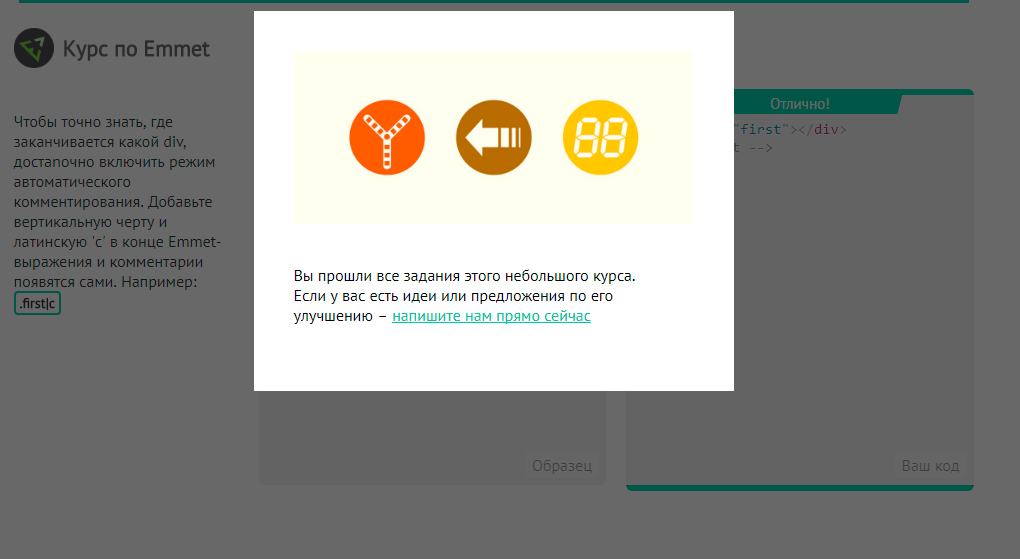 Курс по Emmet
Чтобы точно знать, где
заканчивается какой div,
достапочно включить режим
автоматического
комментирования. Добавьте
вертикальную черту и
латинскую 'c' в конце Emmet-
выражения и комментарии
появятся сами. Например:
.first|c
88
Вы прошли все задания этого небольшого курса.
Если у вас есть идеи или предложения по его
улучшению – напишите нам прямо сейчас
Отлично!
"first"></div>
t -->
Образец
Ваш код